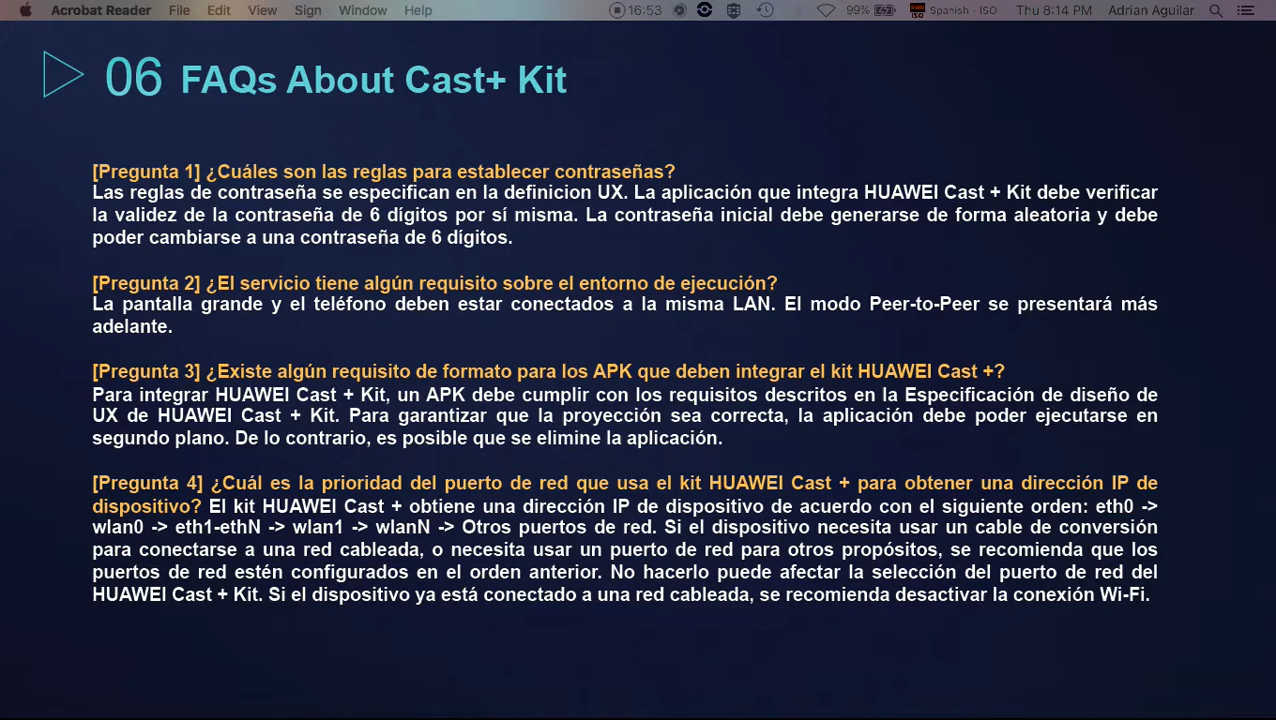 Acrobat Reader File Edit View Sign Window Help 16:53 99% Spanish - ISO Thu 8:14 PM Adrian Aguilar
06 FAQs About Cast+ Kit
[Pregunta 1] ¿Cuáles son las reglas para establecer contraseñas?
Las reglas de contraseña se especifican en la definicion UX. La aplicación que integra HUAWEI Cast + Kit debe verificar
la validez de la contraseña de 6 dígitos por sí misma. La contraseña inicial debe generarse de forma aleatoria y debe
poder cambiarse a una contraseña de 6 dígitos.
[Pregunta 2] ¿El servicio tiene algún requisito sobre el entorno de ejecución?
La pantalla grande y el teléfono deben estar conectados a la misma LAN. El modo Peer-to-Peer se presentará más
adelante.
[Pregunta 3] ¿Existe algún requisito de formato para los APK que deben integrar el kit HUAWEI Cast +?
Para integrar HUAWEI Cast + Kit, un APK debe cumplir con los requisitos descritos en la Especificación de diseño de
UX de HUAWEI Cast + Kit. Para garantizar que la proyección sea correcta, la aplicación debe poder ejecutarse en
segundo plano. De lo contrario, es posible que se elimine la aplicación.
[Pregunta 4] ¿Cuál es la prioridad del puerto de red que usa el kit HUAWEI Cast + para obtener una dirección IP de
dispositivo? El kit HUAWEI Cast + obtiene una dirección IP de dispositivo de acuerdo con el siguiente orden: eth0 ->
wlan0 -> eth1-ethN -> wlan1 -> wlanN -> Otros puertos de red. Si el dispositivo necesita usar un cable de conversión
para conectarse a una red cableada, o necesita usar un puerto de red para otros propósitos, se recomienda que los
puertos de red estén configurados en el orden anterior. No hacerlo puede afectar la selección del puerto de red del
HUAWEI Cast + Kit. Si el dispositivo ya está conectado a una red cableada, se recomienda desactivar la conexión Wi-Fi.